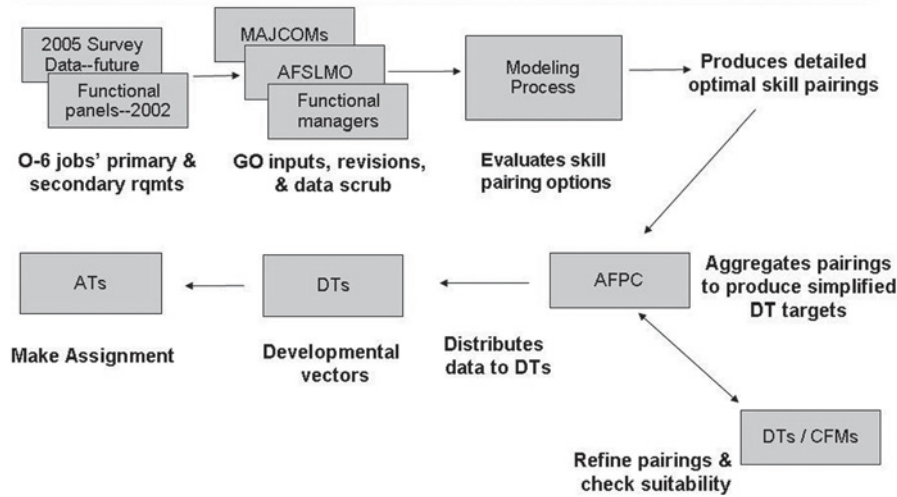 2005 Survey
Data--future
Functional
panels--2002
O-6 jobs' primary &
secondary rqmts
MAJCOMs
AFSLMO
Functional
managers
GO inputs, revisions,
& data scrub
Modeling
Process
Evaluates skill
pairing options
Produces detailed
optimal skill pairings
AFPC
Aggregates pairings
to produce simplified
DT targets
Distributes
data to DTs
DTs
Developmental
vectors
ATs
Make Assignment
DTs / CFMs
Refine pairings &
check suitability